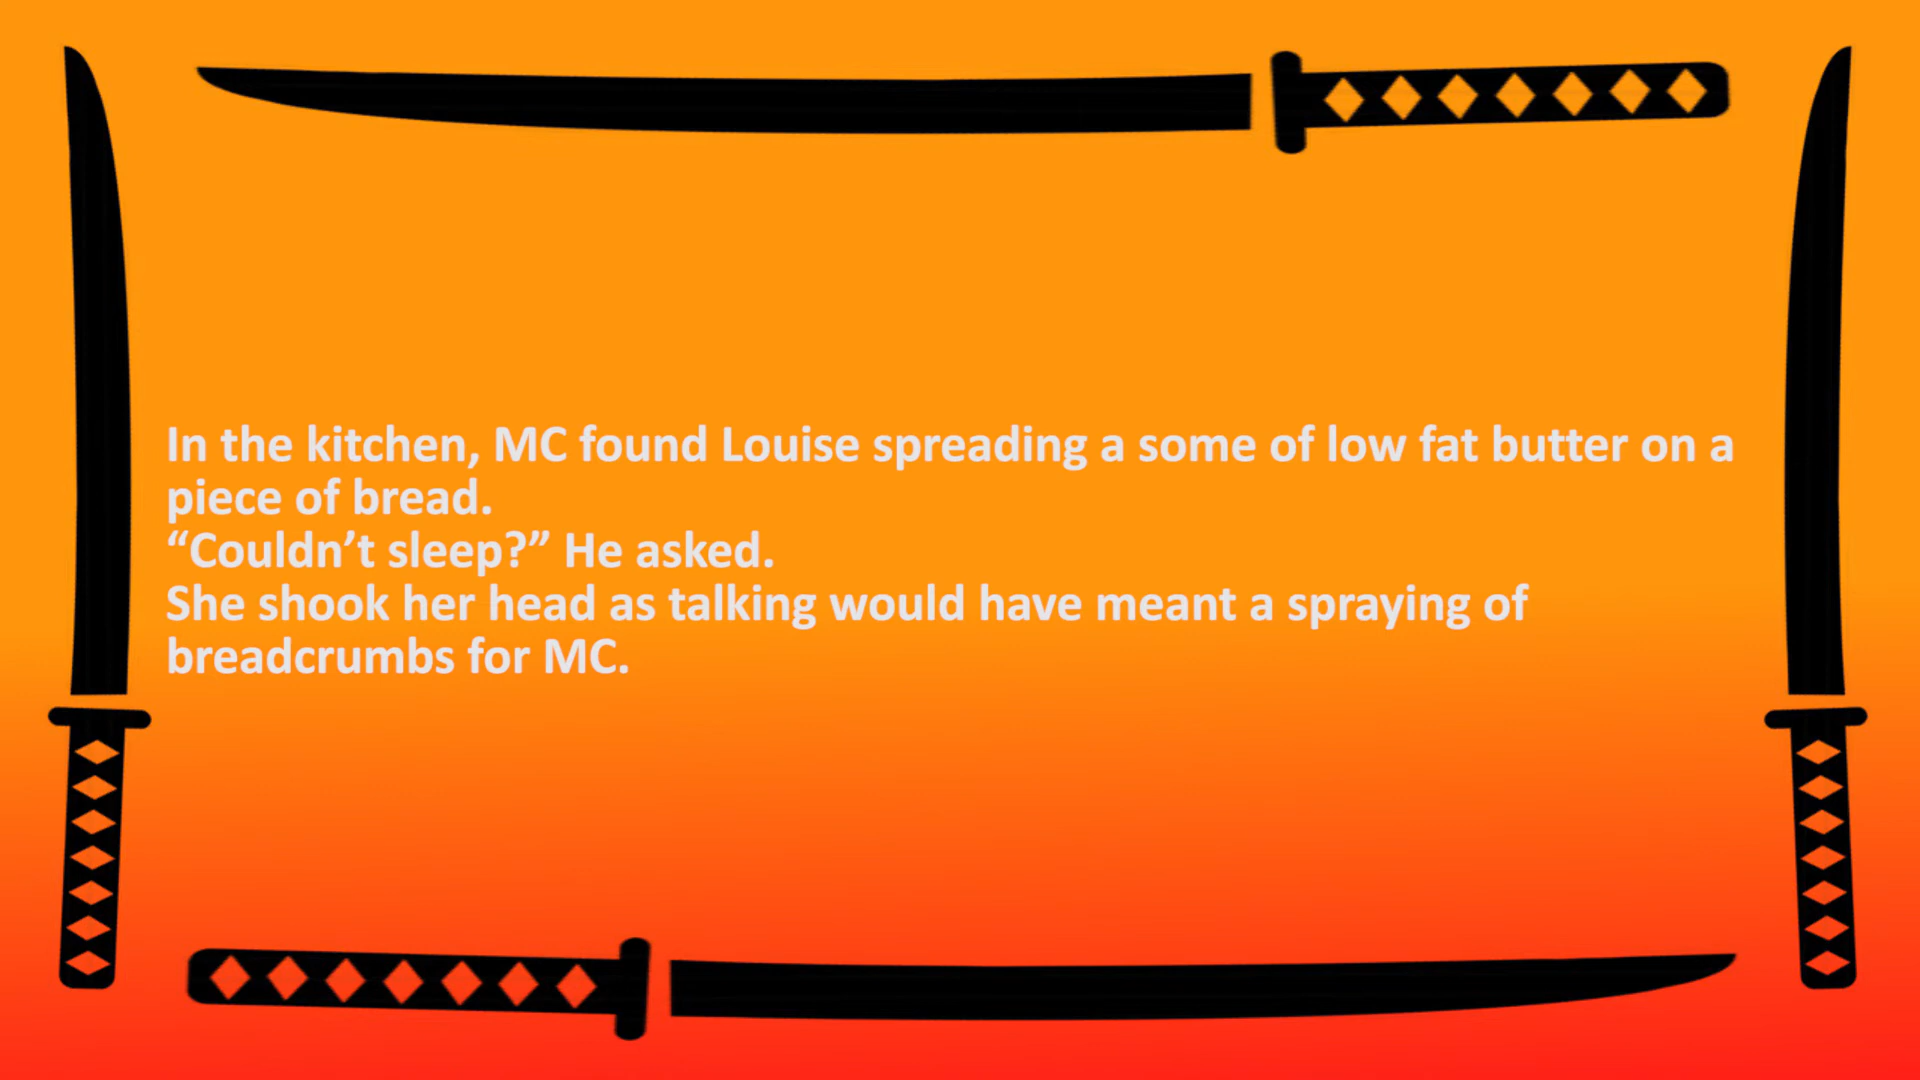 In the kitchen, MC found Louise spreading a some of low fat butter on a
piece of bread.
“Couldn’t sleep?” He asked.
She shook her head as talking would have meant a spraying of
breadcrumbs for MC.